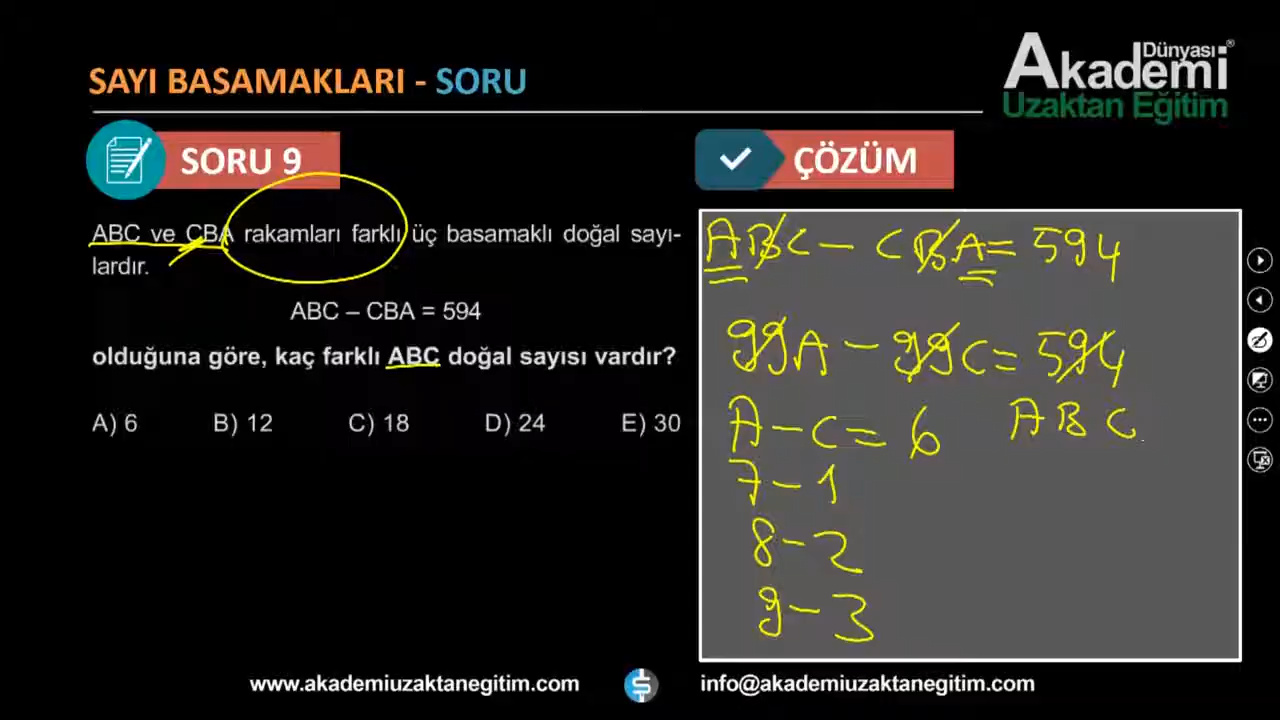 SAYI BASAMAKLARI - SORU
Akademi Dünyası®
Uzaktan Eğitim
SORU 9
ABC ve CBA rakamları farklı üç basamaklı doğal sayı-
lardır.
ABC – CBA = 594
olduğuna göre, kaç farklı ABC doğal sayısı vardır?
A) 6 B) 12 C) 18 D) 24 E) 30
ÇÖZÜM
ABC - CBA = 594
99A - 99C = 594
A - C = 6 ABC
7 - 1
8 - 2
9 - 3
www.akademiuzaktanegitim.com
info@akademiuzaktanegitim.com